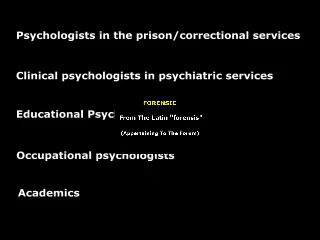 Psychologists in the prison/correctional services
Clinical psychologists in psychiatric services
FORENSIC
Educational Psyc
From The Latin "forensis"
(Appertaining To The Forum)
Occupational psychologists
Academics